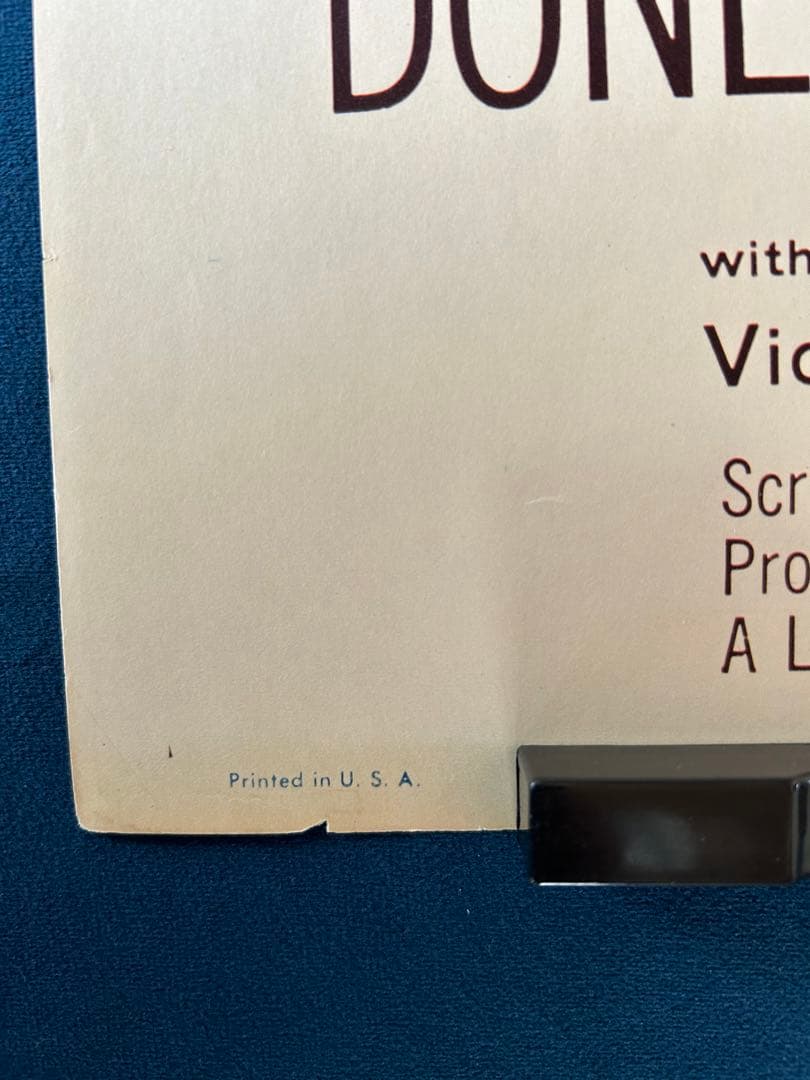 DONE
with
Vic
Scr
Pro
A L
Printed in U. S. A.